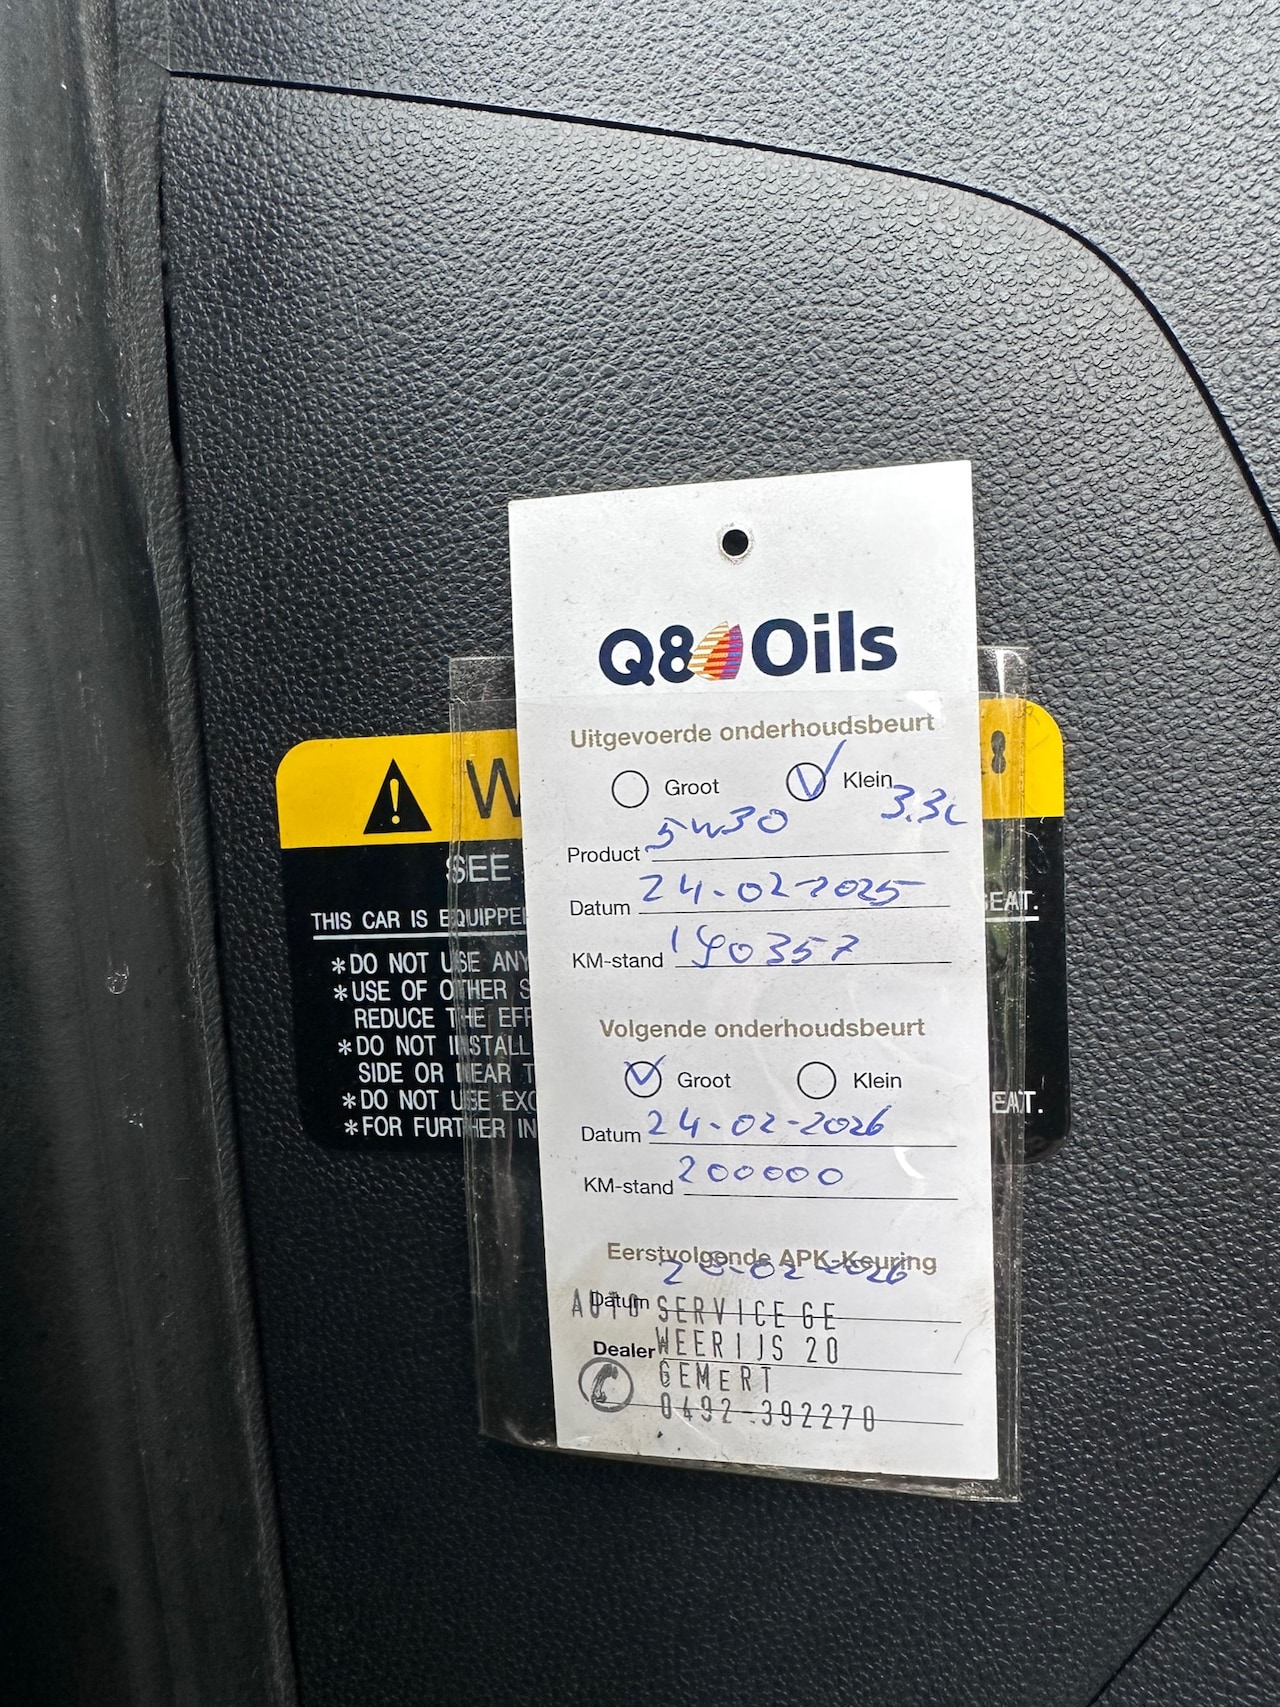 Q8 Oils
Uitgevoerde onderhoudsbeurt
Groot Klein 3.3L
Product 5W30
Datum 24-02-2025
KM-stand 190357
Volgende onderhoudsbeurt
Groot Klein
Datum 24-02-2026
KM-stand 200000
Eerstvolgende APK-Keuring
Datum 28-02-2026
AUTO SERVICE GE
Dealer WEERIJS 20
GEMERT
0492-392270
W
SEE
EAT.
THIS CAR IS EQUIPPE
*DO NOT USE ANY
*USE OF OTHER S
REDUCE THE EFF
*DO NOT INSTALL
SIDE OR NEAR T
*DO NOT USE EXC
EAT.
*FOR FURTHER IN